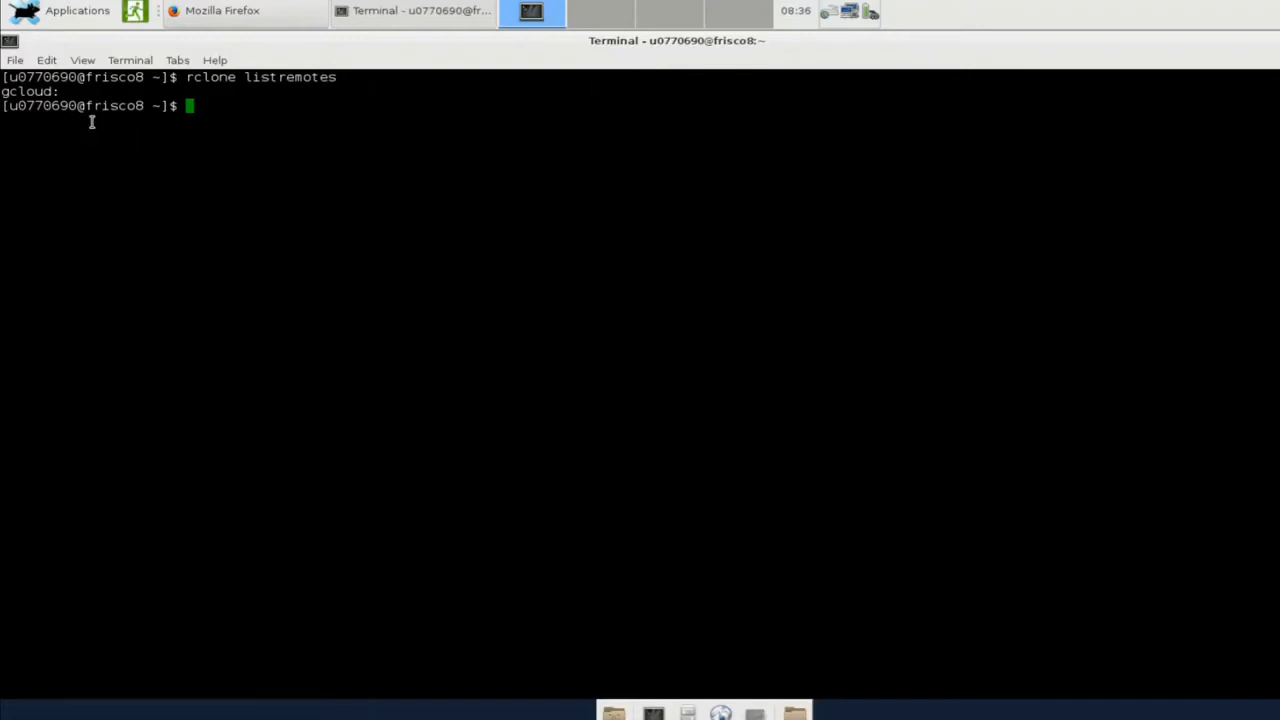 Applications
Mozilla Firefox
Terminal - u0770690@fr...
08:36
Terminal - u0770690@frisco8:~
File Edit View Terminal Tabs Help
[u0770690@frisco8 ~]$ rclone listremotes
gcloud:
[u0770690@frisco8 ~]$